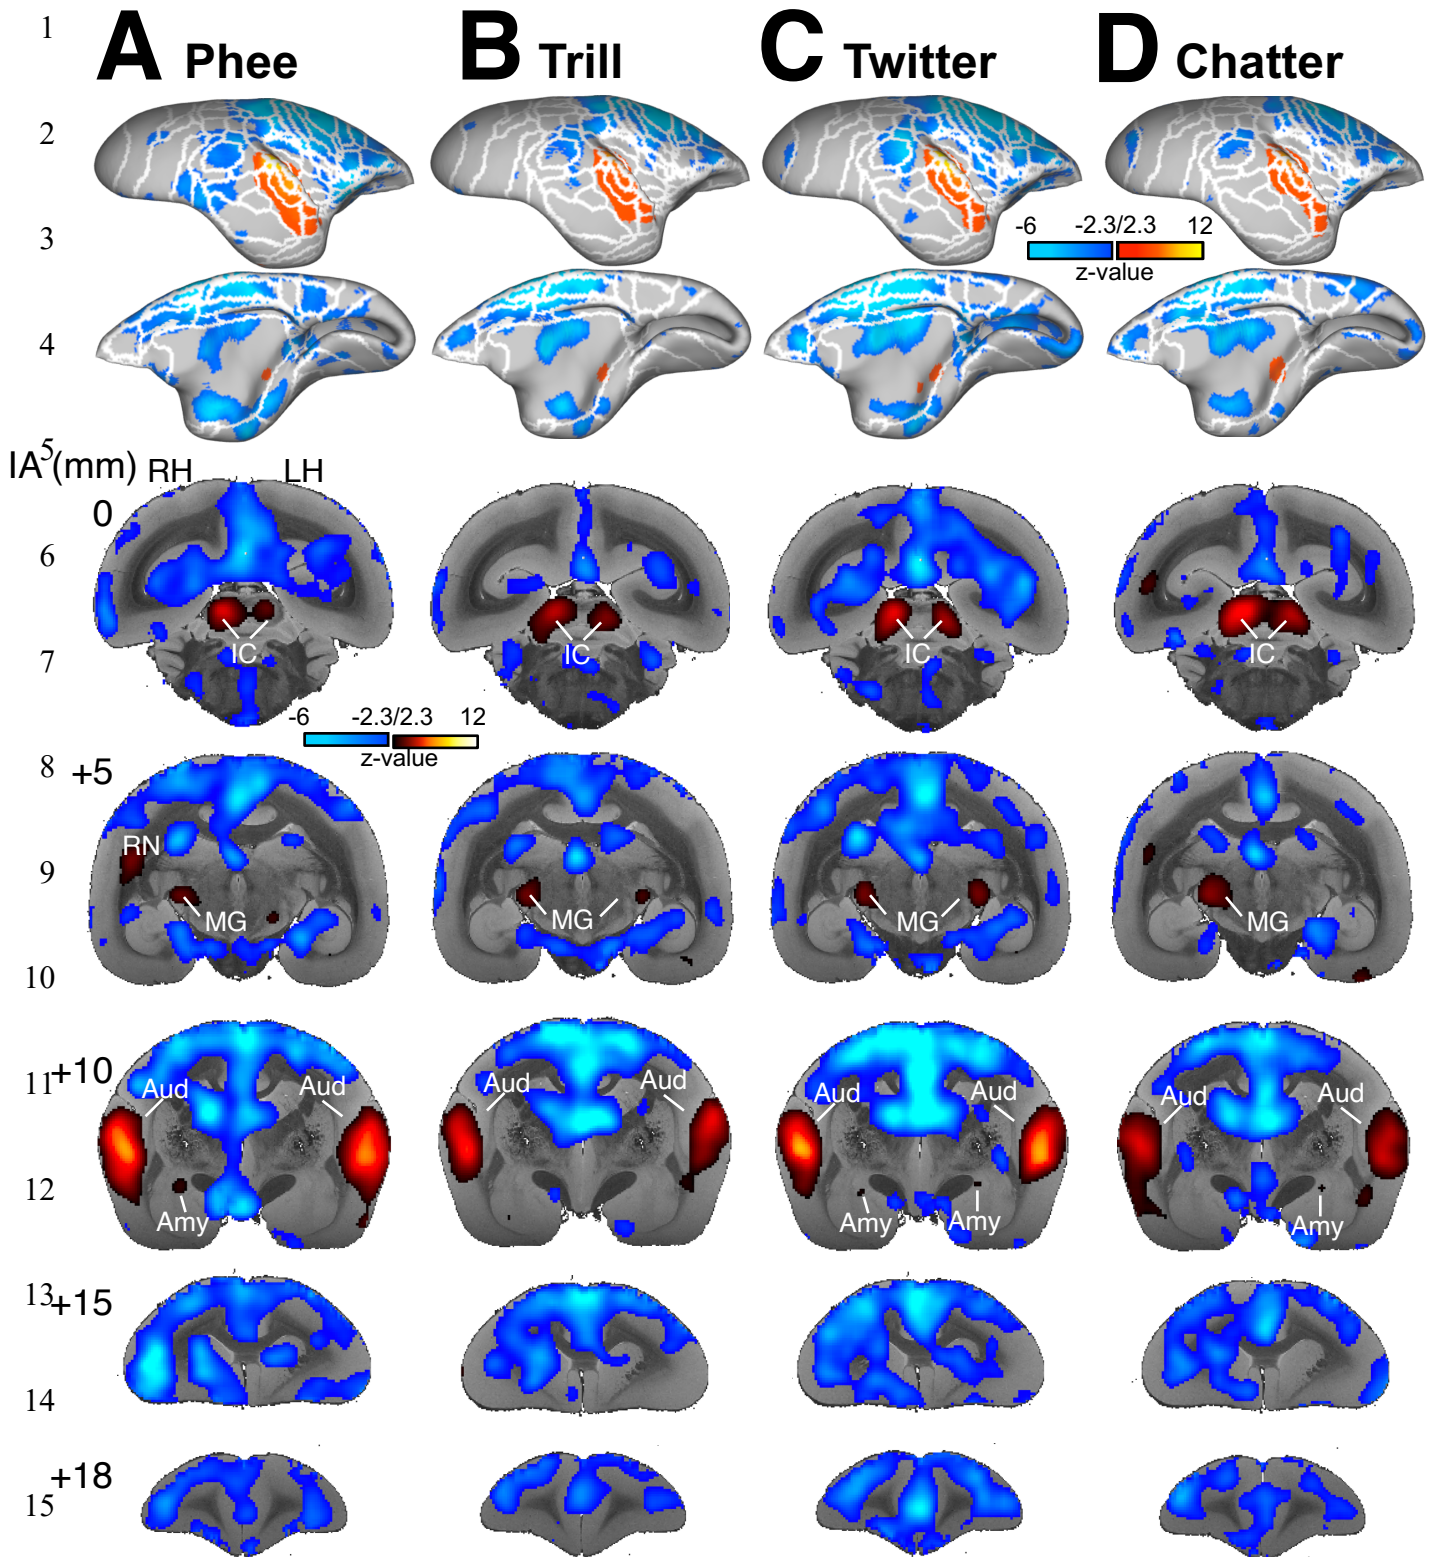 1
A Phee B Trill C Twitter D Chatter
2
3
-6 -2.3/2.3 12
z-value
4
5
IA (mm) RH LH
0
6
IC IC IC IC
7
-6 -2.3/2.3 12
z-value
8 +5
RN
9
MG MG MG MG
10
11 +10
Aud Aud Aud Aud Aud Aud Aud Aud
12
Amy Amy Amy Amy
13 +15
14
+18
15